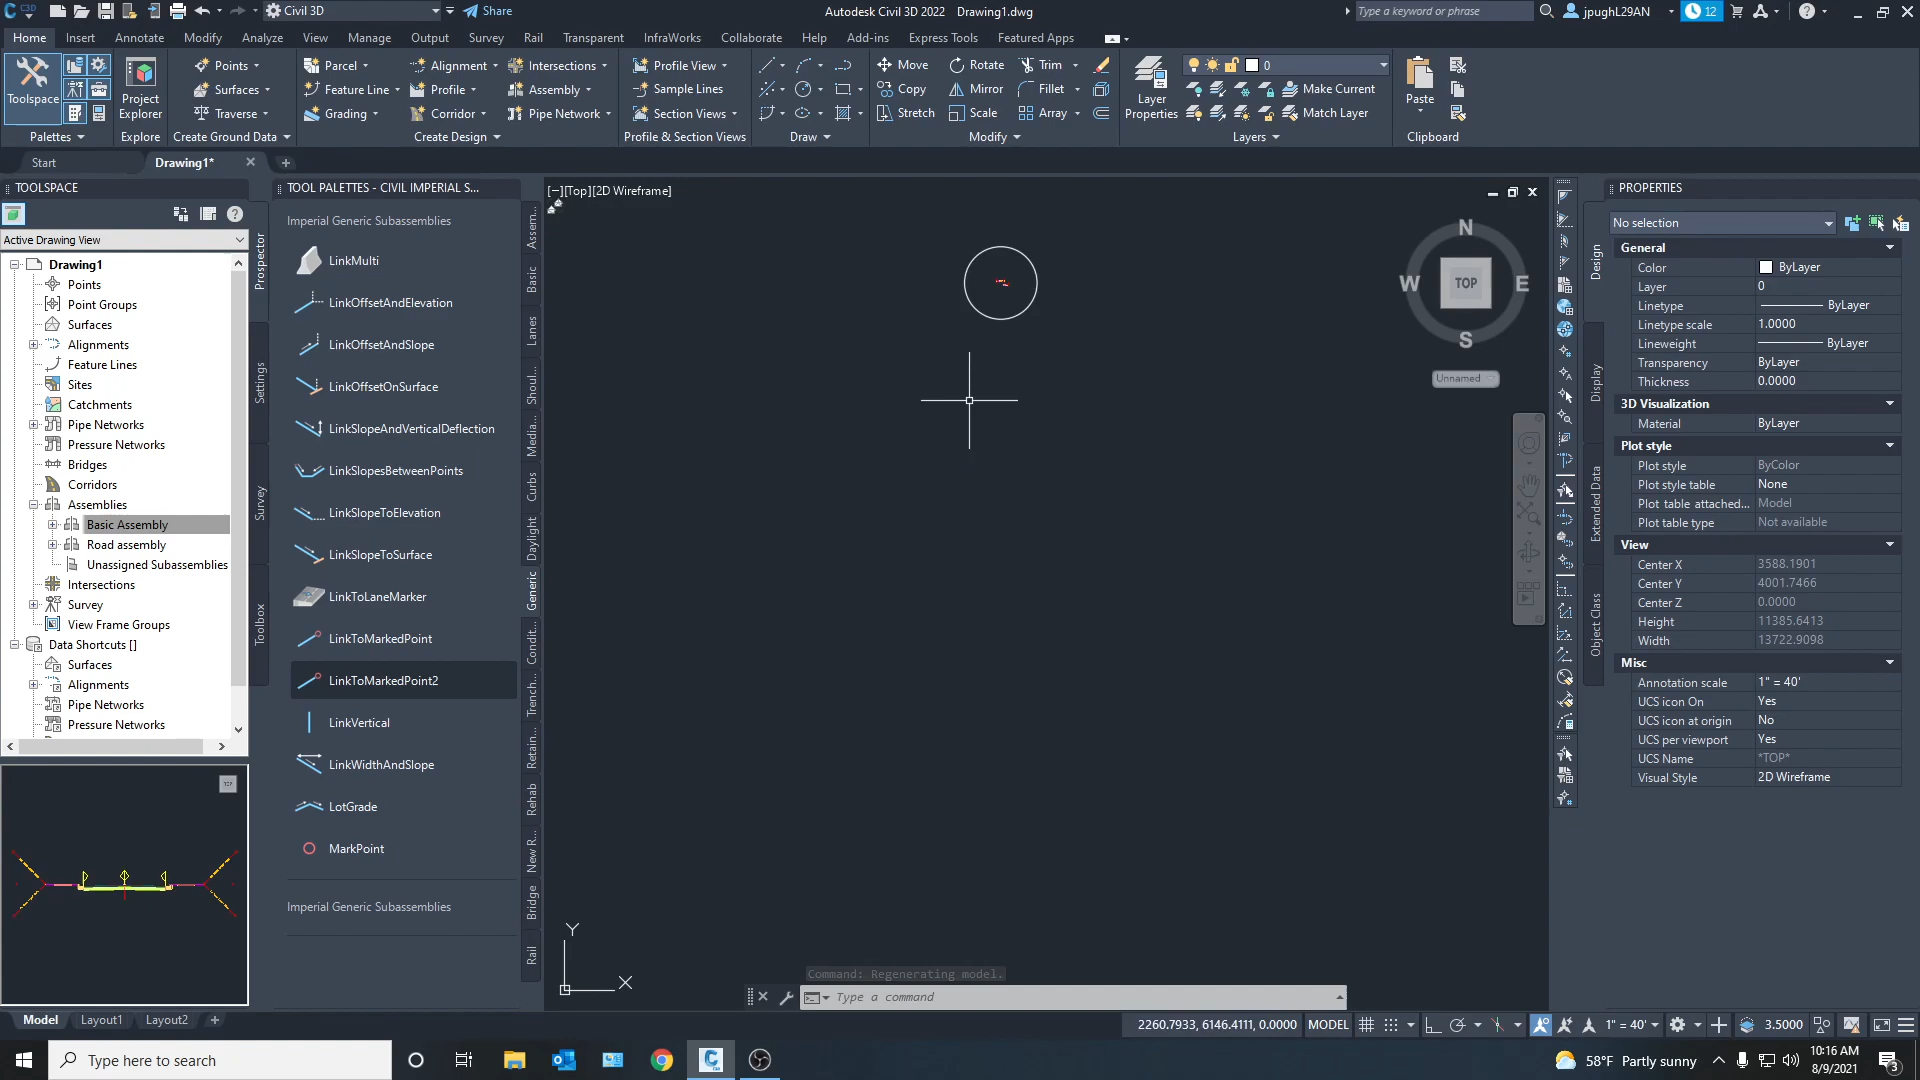 Civil 3D
Share
Autodesk Civil 3D 2022 Drawing1.dwg
Type a keyword or phrase
jpughL29AN
12
Home Insert Annotate Modify Analyze View Manage Output Survey Rail Transparent InfraWorks Collaborate Help Add-ins Express Tools Featured Apps
Toolspace
Project Explorer
Points
Surfaces
Traverse
Parcel
Feature Line
Grading
Alignment
Profile
Corridor
Intersections
Assembly
Pipe Network
Profile View
Sample Lines
Section Views
Move
Copy
Stretch
Rotate
Mirror
Scale
Trim
Fillet
Array
Layer Properties
0
Make Current
Match Layer
Paste
Palettes Explore Create Ground Data Create Design Profile & Section Views Draw Modify Layers Clipboard
Start Drawing1*
TOOLSPACE
Active Drawing View
Drawing1
Points
Point Groups
Surfaces
Alignments
Feature Lines
Sites
Catchments
Pipe Networks
Pressure Networks
Bridges
Corridors
Assemblies
Basic Assembly
Road assembly
Unassigned Subassemblies
Intersections
Survey
View Frame Groups
Data Shortcuts []
Surfaces
Alignments
Pipe Networks
Pressure Networks
Prospector
Settings
Survey
Toolbox
TOOL PALETTES - CIVIL IMPERIAL S...
Imperial Generic Subassemblies
LinkMulti
LinkOffsetAndElevation
LinkOffsetAndSlope
LinkOffsetOnSurface
LinkSlopeAndVerticalDeflection
LinkSlopesBetweenPoints
LinkSlopeToElevation
LinkSlopeToSurface
LinkToLaneMarker
LinkToMarkedPoint
LinkToMarkedPoint2
LinkVertical
LinkWidthAndSlope
LotGrade
MarkPoint
Imperial Generic Subassemblies
Assem...
Basic
Lanes
Shoul...
Media...
Curbs
Daylight
Generic
Condit...
Trench...
Retain...
Rehab
New R...
Bridge
Rail
[−][Top][2D Wireframe]
N
W TOP E
S
Unnamed
Y
X
Command: Regenerating model.
Type a command
PROPERTIES
No selection
General
Color ByLayer
Layer 0
Linetype ByLayer
Linetype scale 1.0000
Lineweight ByLayer
Transparency ByLayer
Thickness 0.0000
3D Visualization
Material ByLayer
Plot style
Plot style ByColor
Plot style table None
Plot table attached... Model
Plot table type Not available
View
Center X 3588.1901
Center Y 4001.7466
Center Z 0.0000
Height 11385.6413
Width 13722.9098
Misc
Annotation scale 1" = 40'
UCS icon On Yes
UCS icon at origin No
UCS per viewport Yes
UCS Name *TOP*
Visual Style 2D Wireframe
Design
Display
Extended Data
Object Class
Model Layout1 Layout2
2260.7933, 6146.4111, 0.0000 MODEL 1" = 40' 3.5000
Type here to search
58°F Partly sunny
10:16 AM
8/9/2021
3